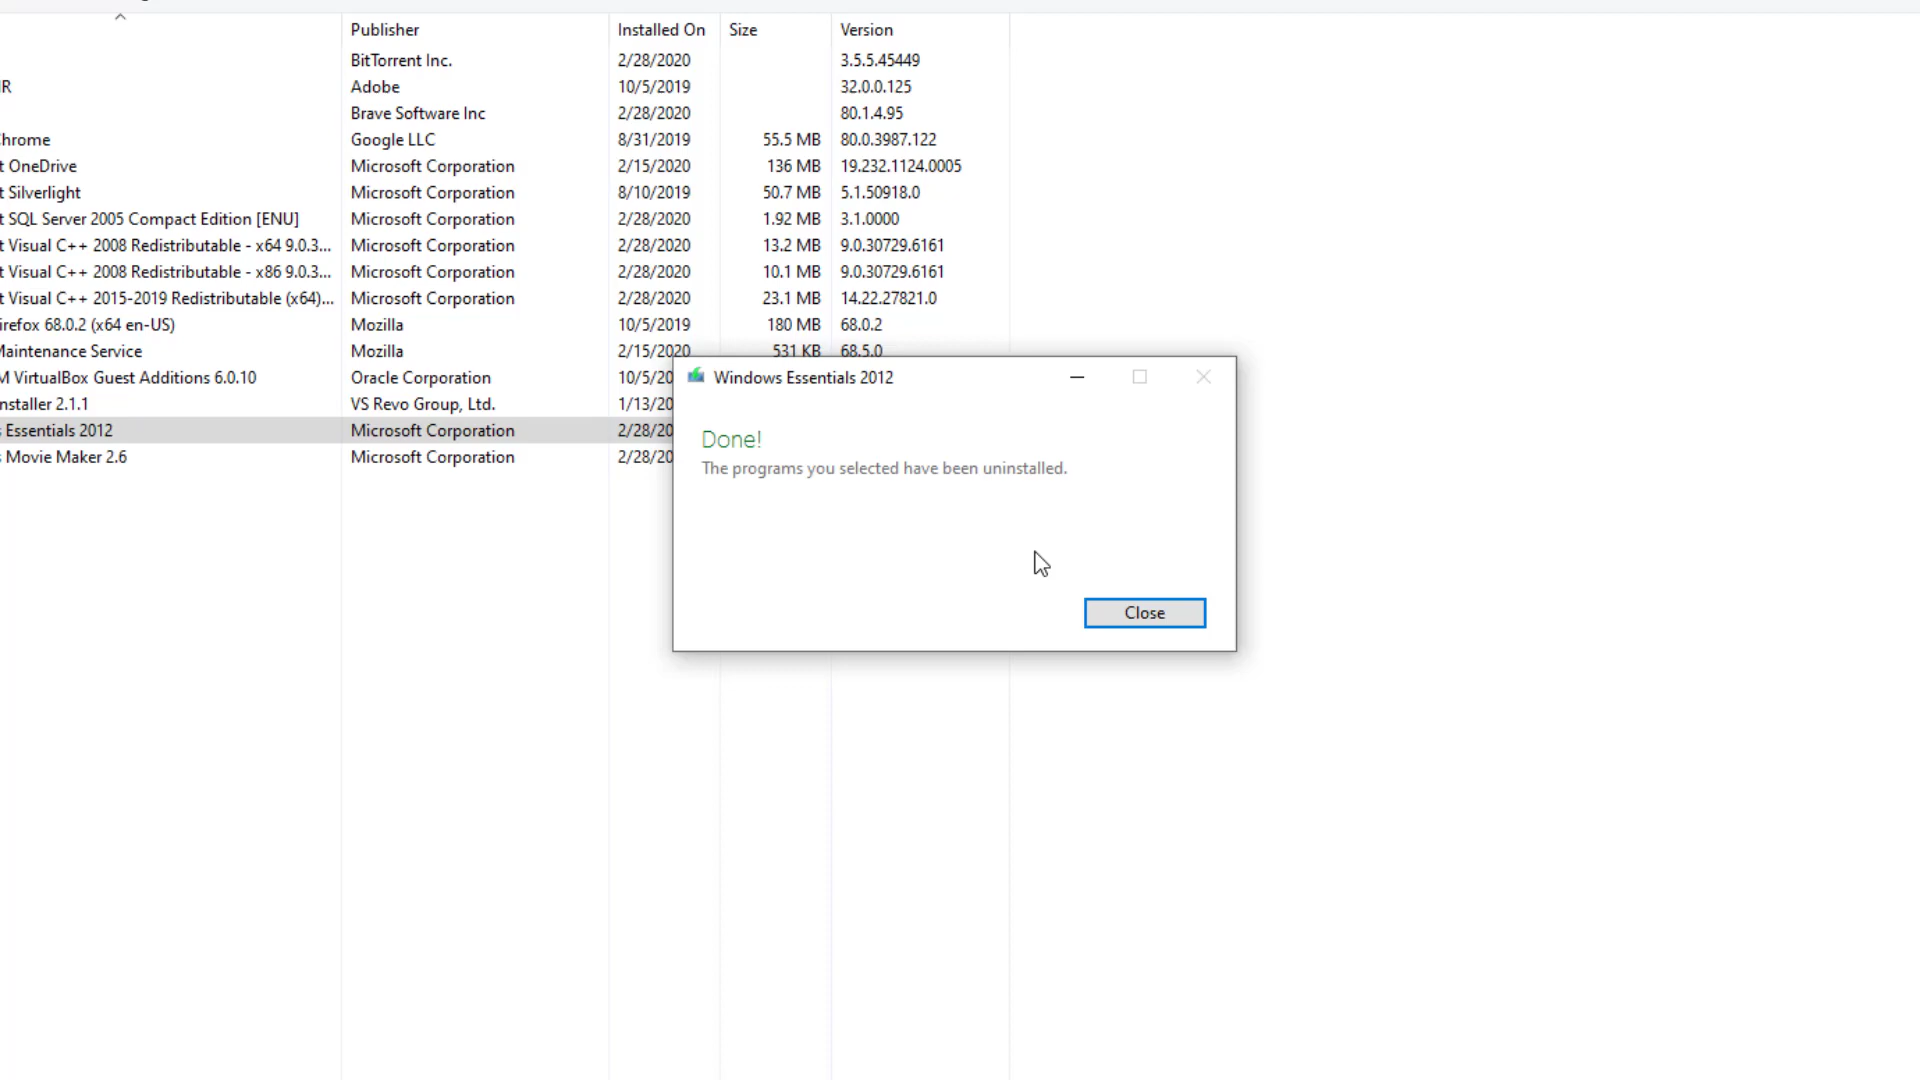 Publisher Installed On Size Version
BitTorrent Inc. 2/28/2020 3.5.5.45449
R Adobe 10/5/2019 32.0.0.125
Brave Software Inc 2/28/2020 80.1.4.95
hrome Google LLC 8/31/2019 55.5 MB 80.0.3987.122
t OneDrive Microsoft Corporation 2/15/2020 136 MB 19.232.1124.0005
t Silverlight Microsoft Corporation 8/10/2019 50.7 MB 5.1.50918.0
t SQL Server 2005 Compact Edition [ENU] Microsoft Corporation 2/28/2020 1.92 MB 3.1.0000
t Visual C++ 2008 Redistributable - x64 9.0.3... Microsoft Corporation 2/28/2020 13.2 MB 9.0.30729.6161
t Visual C++ 2008 Redistributable - x86 9.0.3... Microsoft Corporation 2/28/2020 10.1 MB 9.0.30729.6161
t Visual C++ 2015-2019 Redistributable (x64)... Microsoft Corporation 2/28/2020 23.1 MB 14.22.27821.0
irefox 68.0.2 (x64 en-US) Mozilla 10/5/2019 180 MB 68.0.2
Maintenance Service Mozilla 2/15/2020 531 KB 68.5.0
M VirtualBox Guest Additions 6.0.10 Oracle Corporation 10/5/20
nstaller 2.1.1 VS Revo Group, Ltd. 1/13/20
s Essentials 2012 Microsoft Corporation 2/28/20
s Movie Maker 2.6 Microsoft Corporation 2/28/20
Windows Essentials 2012
Done!
The programs you selected have been uninstalled.
Close